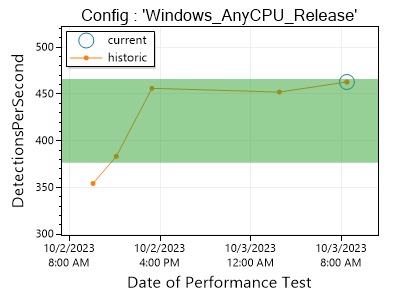 Config : 'Windows_AnyCPU_Release'
current
historic
DetectionsPerSecond
500
450
400
350
300
10/2/2023 10/2/2023 10/3/2023 10/3/2023
8:00 AM 4:00 PM 12:00 AM 8:00 AM
Date of Performance Test